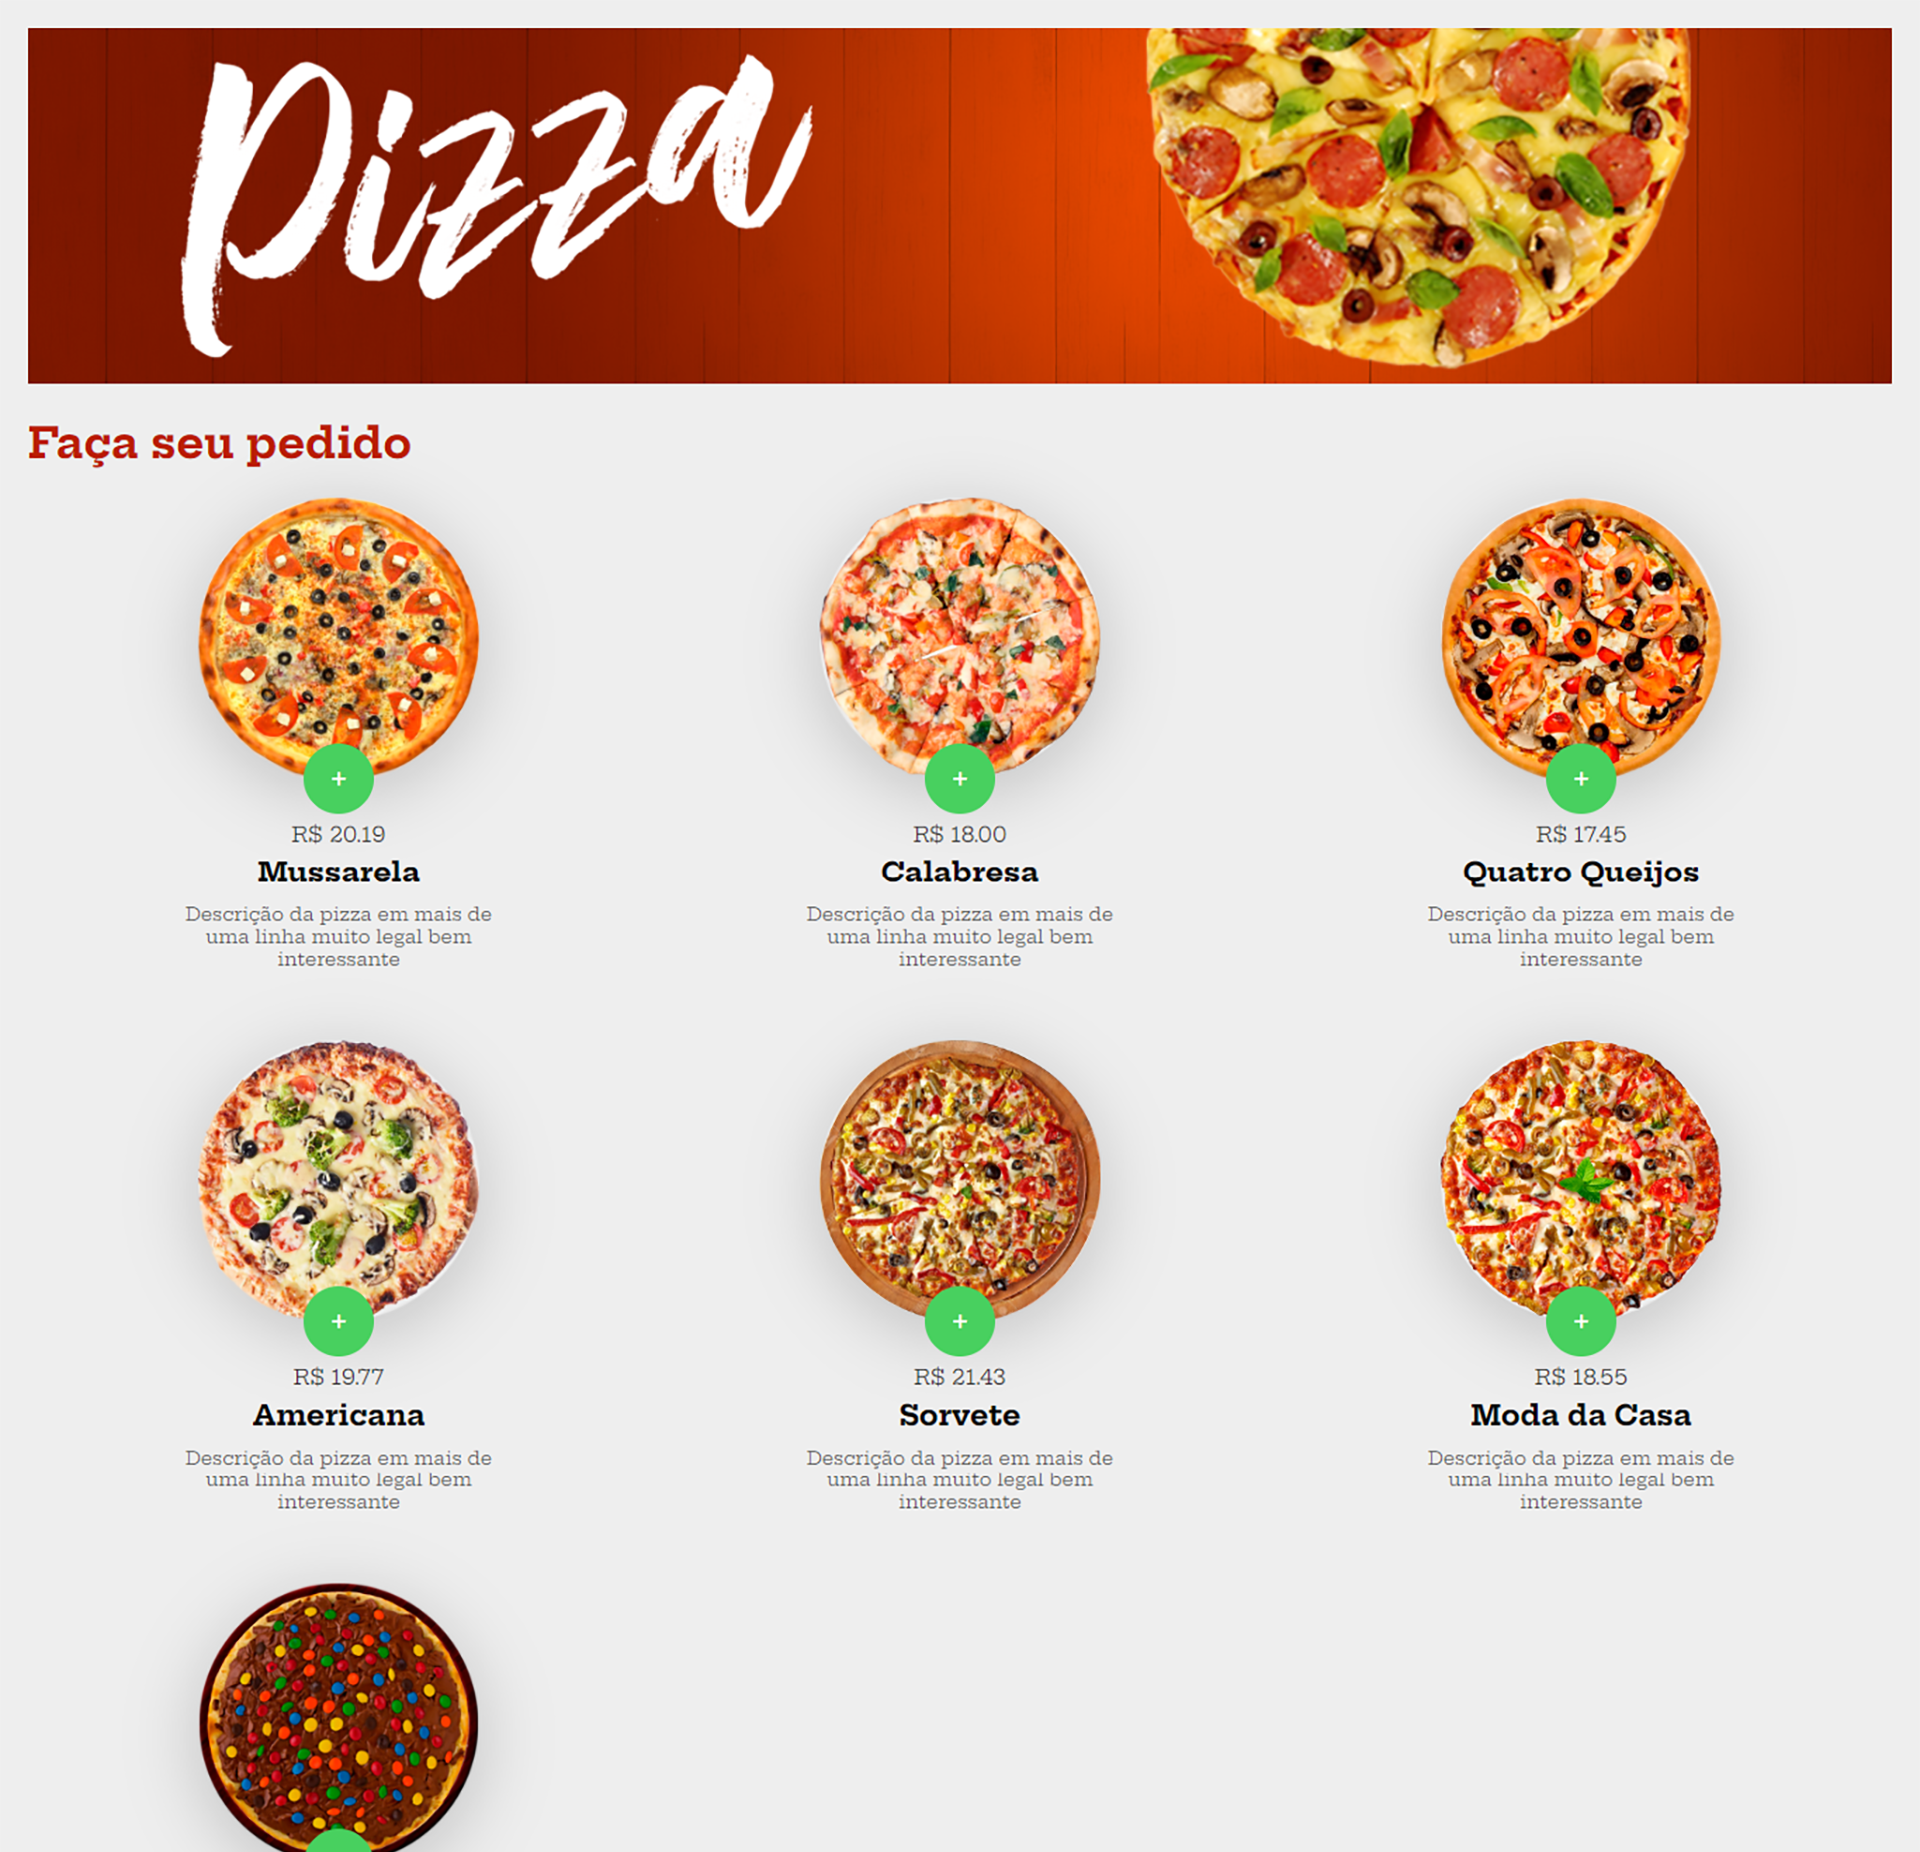 Pizza
Faça seu pedido
+
+
+
R$ 20.19
R$ 18.00
R$ 17.45
Mussarela
Calabresa
Quatro Queijos
Descrição da pizza em mais de
uma linha muito legal bem
interessante
Descrição da pizza em mais de
uma linha muito legal bem
interessante
Descrição da pizza em mais de
uma linha muito legal bem
interessante
+
+
+
R$ 19.77
R$ 21.43
R$ 18.55
Americana
Sorvete
Moda da Casa
Descrição da pizza em mais de
uma linha muito legal bem
interessante
Descrição da pizza em mais de
uma linha muito legal bem
interessante
Descrição da pizza em mais de
uma linha muito legal bem
interessante